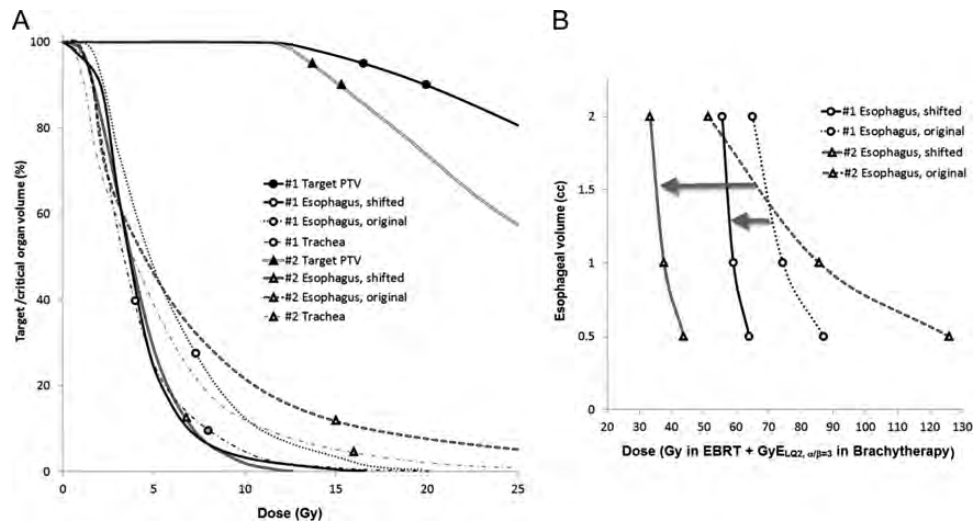 A
100
80
60
40
20
0
Target /critical organ volume (%)
0
5
10
15
20
25
Dose (Gy)
#1 Target PTV
#1 Esophagus, shifted
#1 Esophagus, original
#1 Trachea
#2 Target PTV
#2 Esophagus, shifted
#2 Esophagus, original
#2 Trachea
B
2
1.5
1
0.5
0
Esophageal volume (cc)
20 30 40 50 60 70 80 90 100 110 120 130
Dose (Gy in EBRT + GyELQ2, α/β=3 in Brachytherapy)
#1 Esophagus, shifted
#1 Esophagus, original
#2 Esophagus, shifted
#2 Esophagus, original